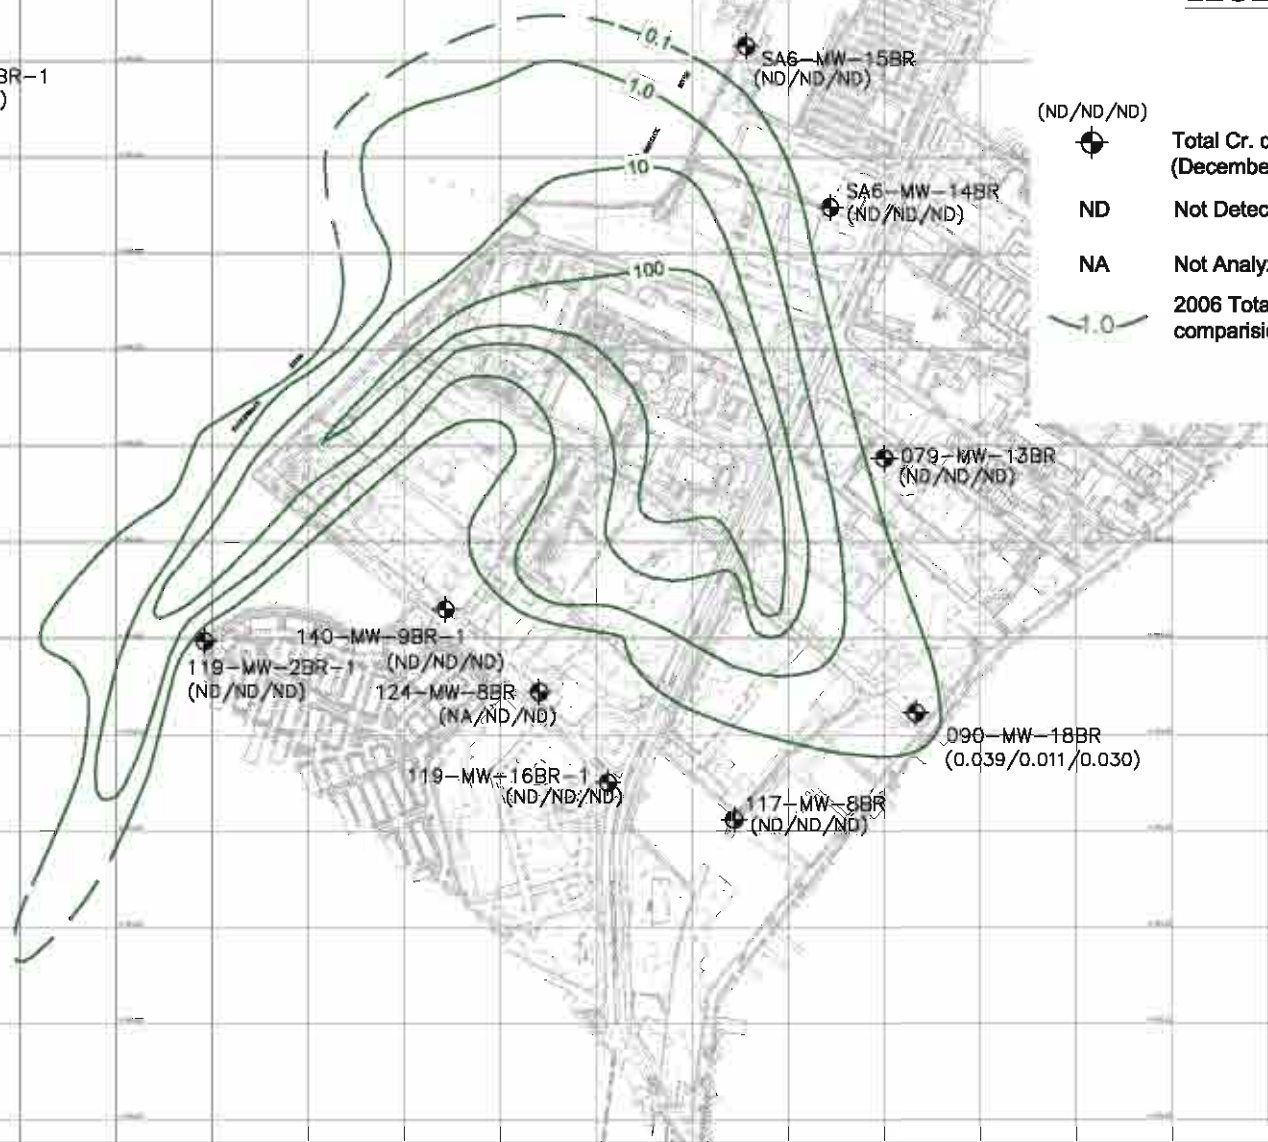 BR-1
)
0.1
SA6-MW-15BR
(ND/ND/ND)
1.0
10
SA6-MW-14BR
(ND/ND/ND)
100
079-MW-13BR
(ND/ND/ND)
140-MW-9BR-1
(ND/ND/ND)
119-MW-2BR-1
(ND/ND/ND)
124-MW-8BR
(NA/ND/ND)
090-MW-18BR
(0.039/0.011/0.030)
119-MW-16BR-1
(ND/ND/ND)
117-MW-8BR
(ND/ND/ND)
(ND/ND/ND)
Total Cr. c
(Decembe
ND Not Detec
NA Not Analy
1.0 2006 Tota
comparisi